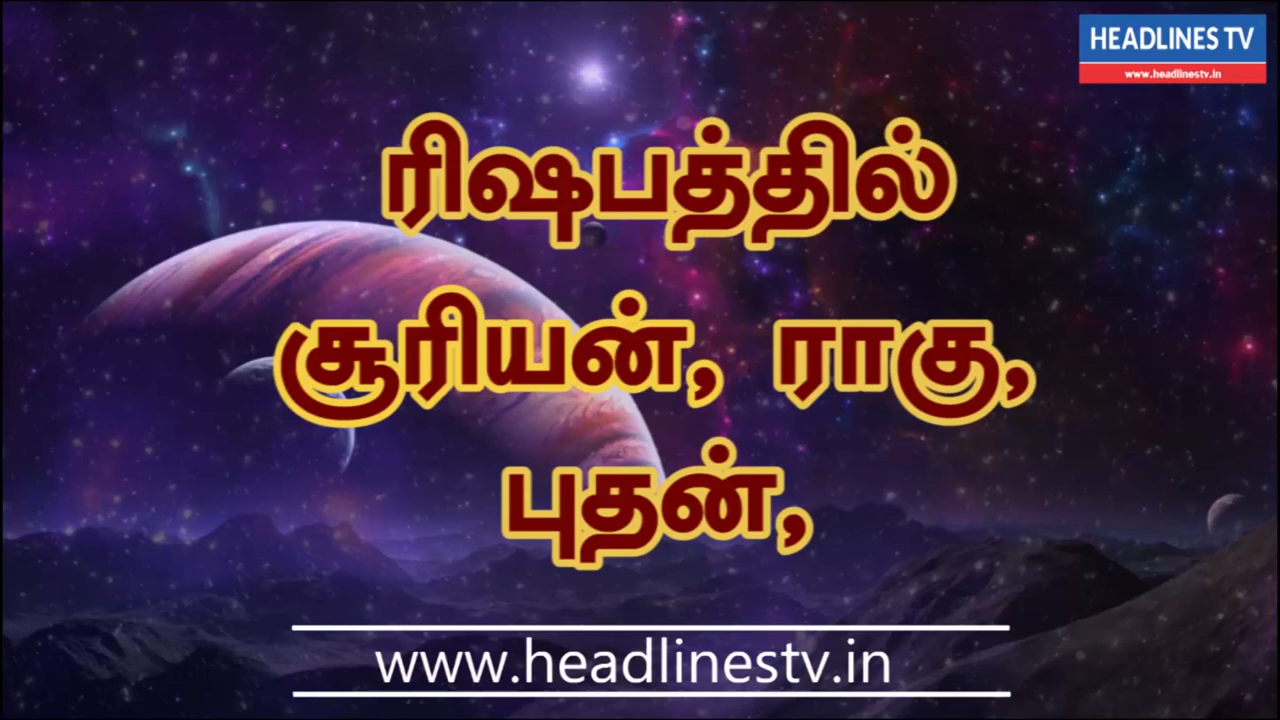 HEADLINES TV
www.headlinestv.in
ரிஷபத்தில்
சூரியன், ராகு,
புதன்,
www.headlinestv.in